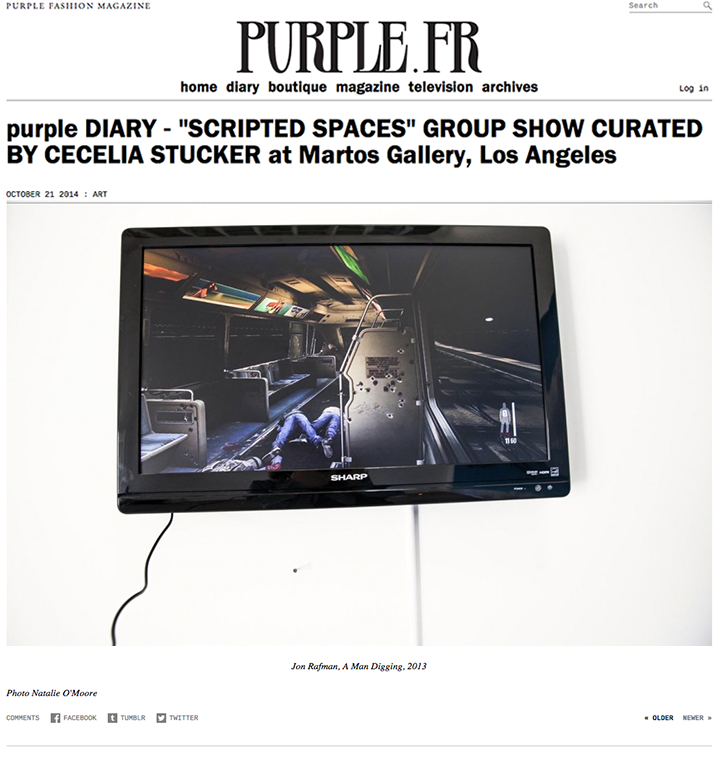 PURPLE FASHION MAGAZINE
Search
PURPLE.FR
home diary boutique magazine television archives
Log in
purple DIARY - "SCRIPTED SPACES" GROUP SHOW CURATED
BY CECELIA STUCKER at Martos Gallery, Los Angeles
OCTOBER 21 2014 : ART
SHARP
Jon Rafman, A Man Digging, 2013
Photo Natalie O'Moore
COMMENTS FACEBOOK TUMBLR TWITTER
« OLDER NEWER »